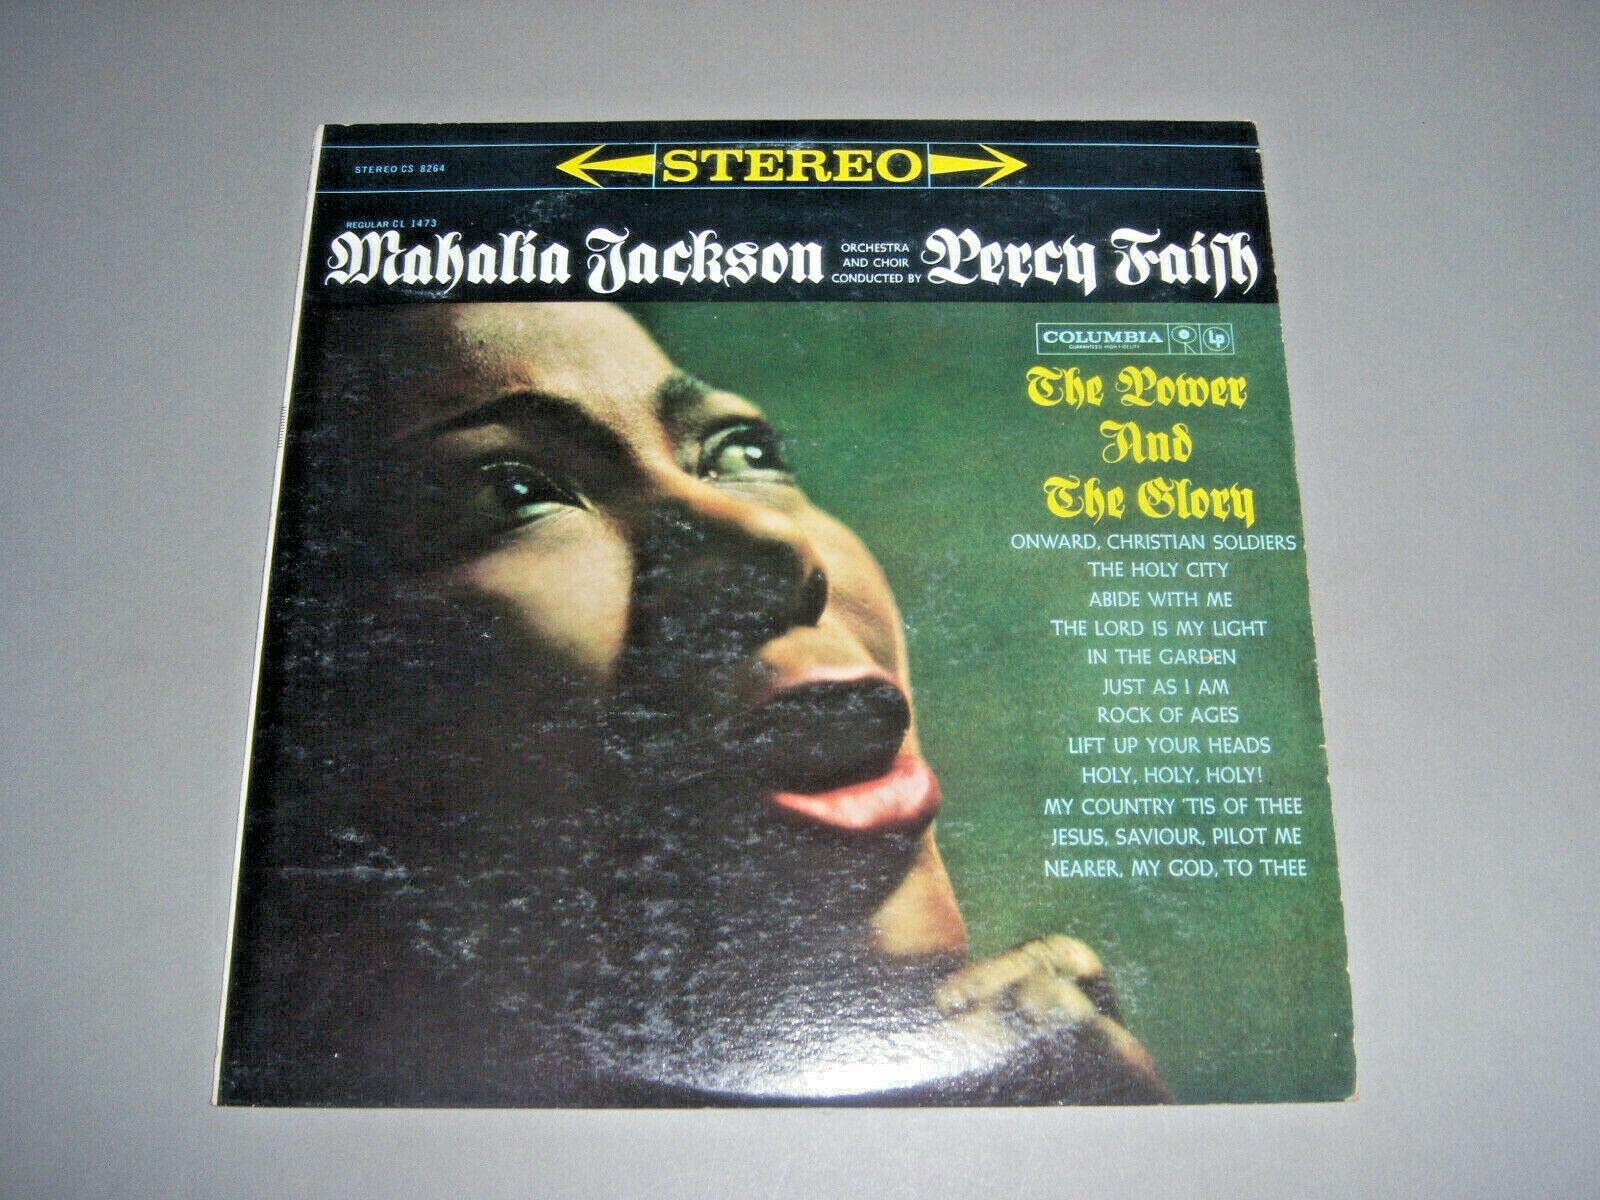 STEREO CS 8264
STEREO
REGULAR CL 1473
Mahalia Jackson
ORCHESTRA
AND CHOIR
CONDUCTED BY
Percy Faith
COLUMBIA
GUARANTEED HIGH-FIDELITY
Lp
The Power
And
The Glory
ONWARD, CHRISTIAN SOLDIERS
THE HOLY CITY
ABIDE WITH ME
THE LORD IS MY LIGHT
IN THE GARDEN
JUST AS I AM
ROCK OF AGES
LIFT UP YOUR HEADS
HOLY, HOLY, HOLY!
MY COUNTRY 'TIS OF THEE
JESUS, SAVIOUR, PILOT ME
NEARER, MY GOD, TO THEE